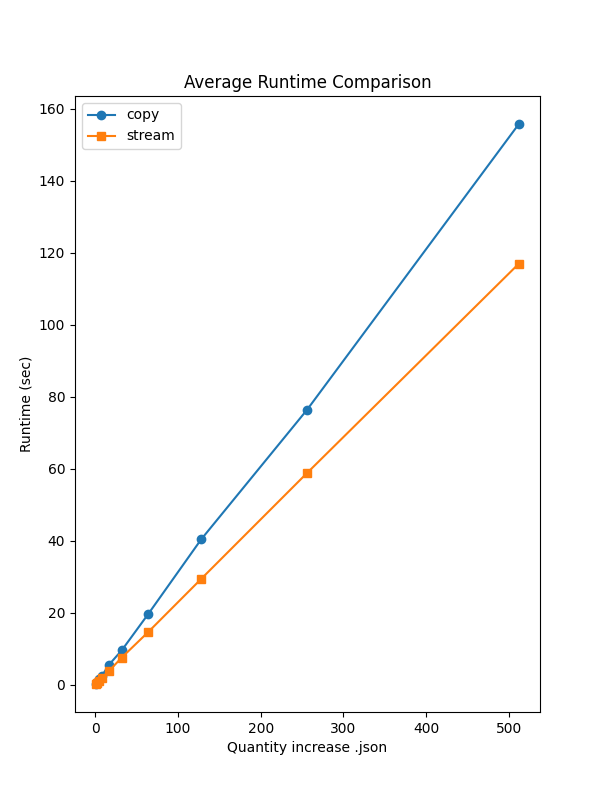 Average Runtime Comparison
copy
stream
160
140
120
100
80
60
40
20
0
Runtime (sec)
0 100 200 300 400 500
Quantity increase .json